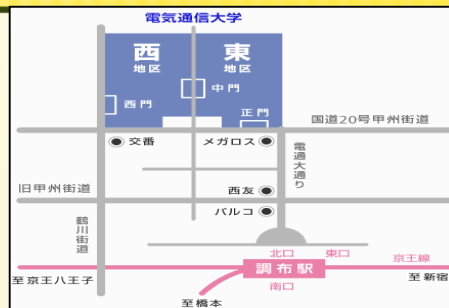 電気通信大学
西
地区
東
地区
中門
西門
正門
国道20号甲州街道
交番
メガロス
電通大通り
旧甲州街道
西友
パルコ
鶴川街道
北口
東口
京王線
調布駅
至京王八王子
南口
至新宿
至橋本